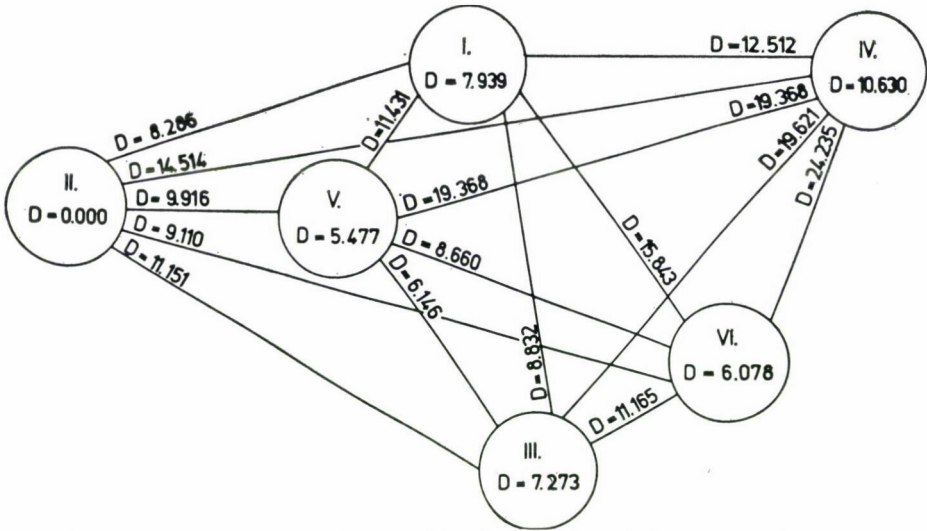 I.
D = 7.939
IV.
D = 10.630
II.
D = 0.000
V.
D = 5.477
VI.
D = 6.078
III.
D = 7.273
D = 12.512
D = 8.286
D = 11.431
D = 19.368
D = 14.514
D = 19.621
D = 24.235
D = 9.916
D = 19.368
D = 9.110
D = 8.660
D = 15.843
D = 11.151
D = 6.146
D = 8.832
D = 11.165